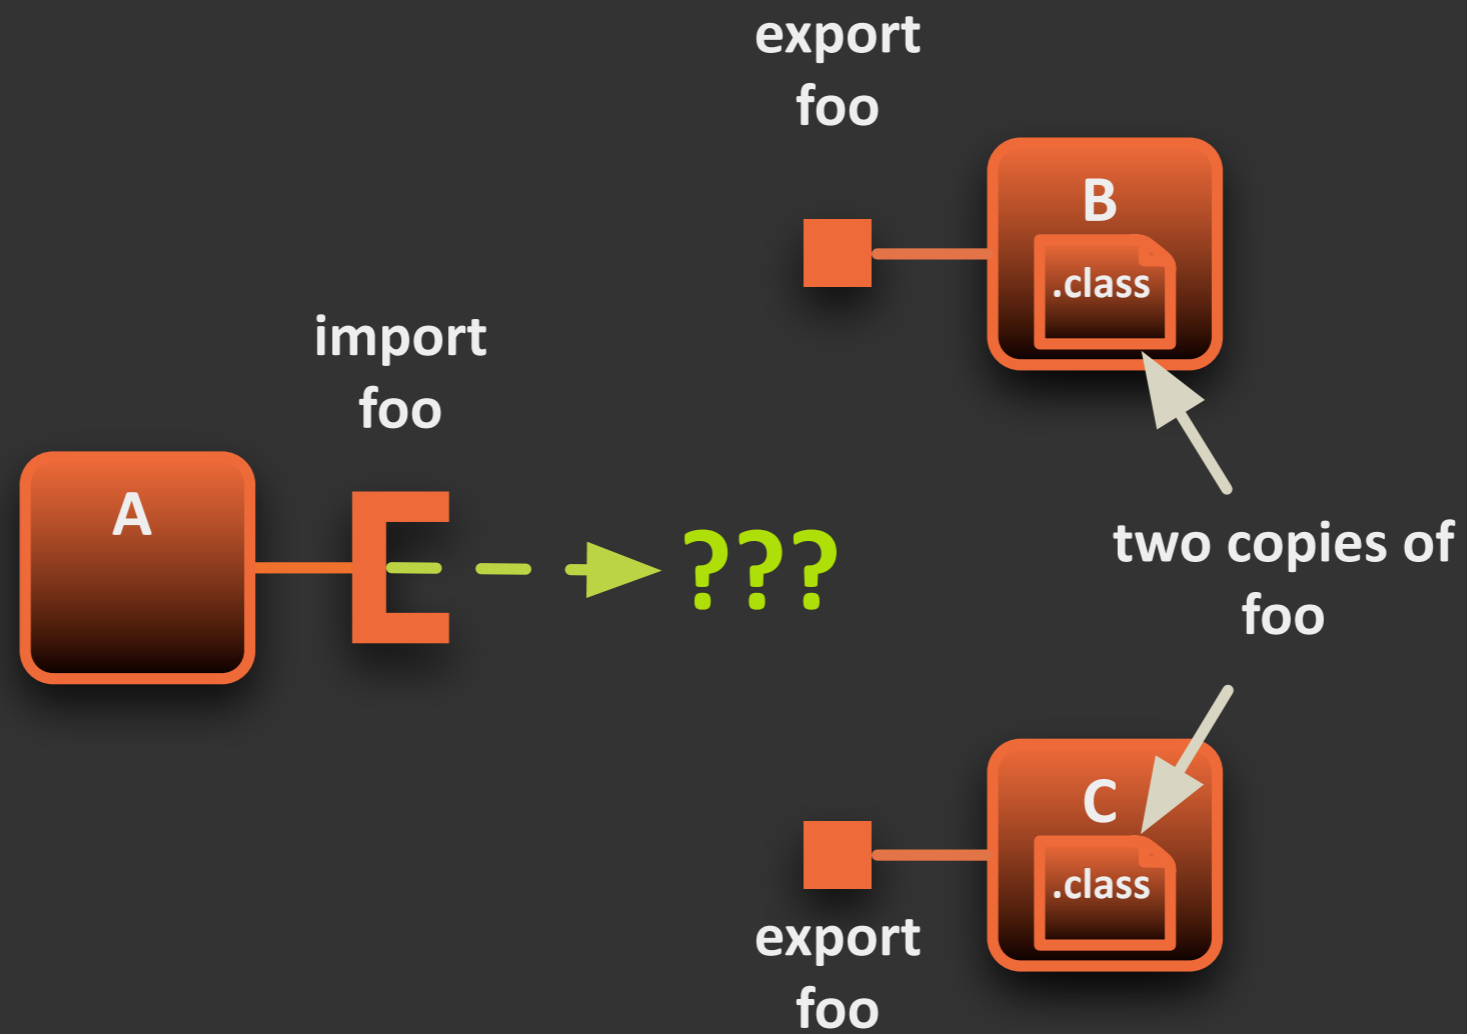 export
foo
B
.class
import
foo
A
???
two copies of
foo
C
.class
export
foo